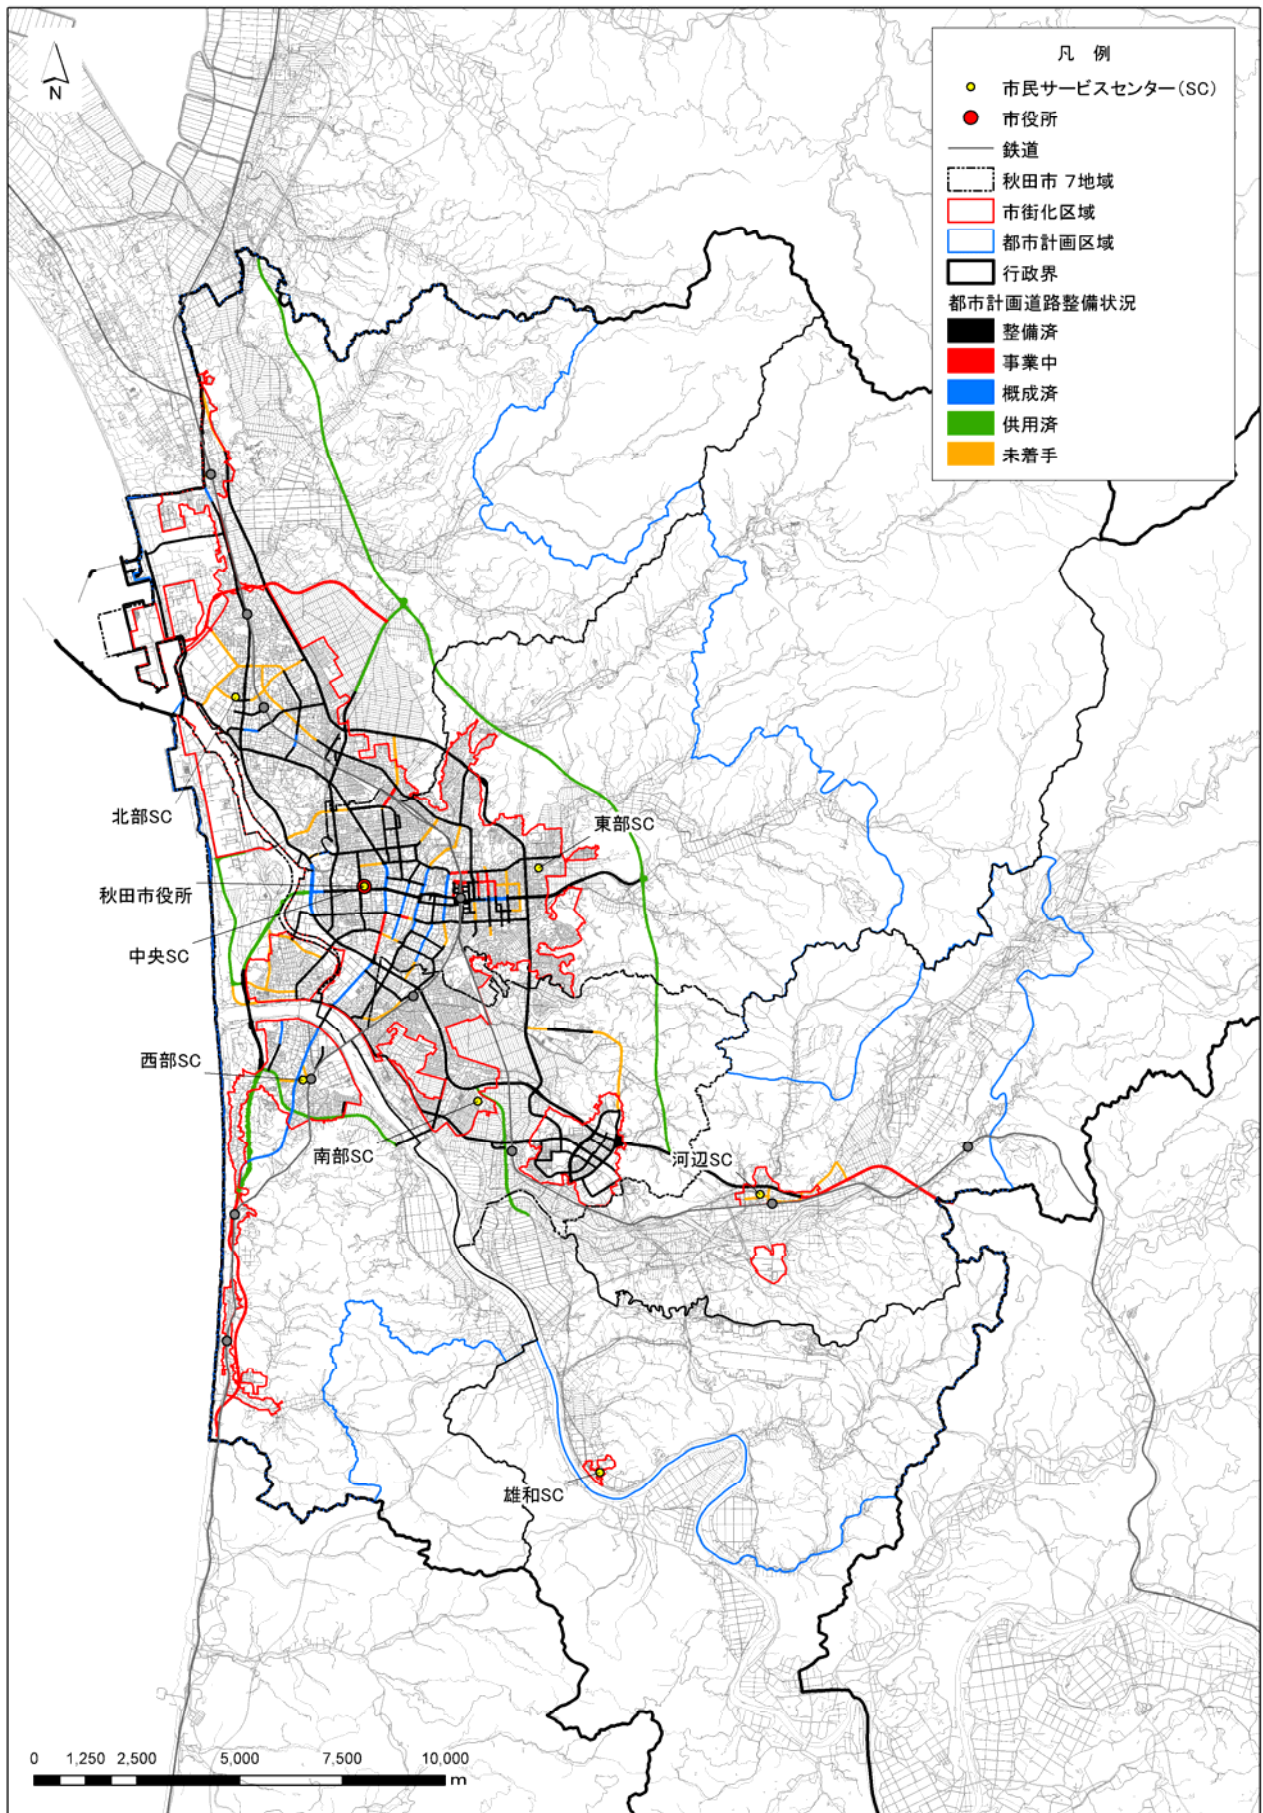 N
凡 例
市民サービスセンター(SC)
市役所
鉄道
秋田市 7地域
市街化区域
都市計画区域
行政界
都市計画道路整備状況
整備済
事業中
概成済
供用済
未着手
北部SC
東部SC
秋田市役所
中央SC
西部SC
南部SC
河辺SC
雄和SC
0 1,250 2,500 5,000 7,500 10,000
m